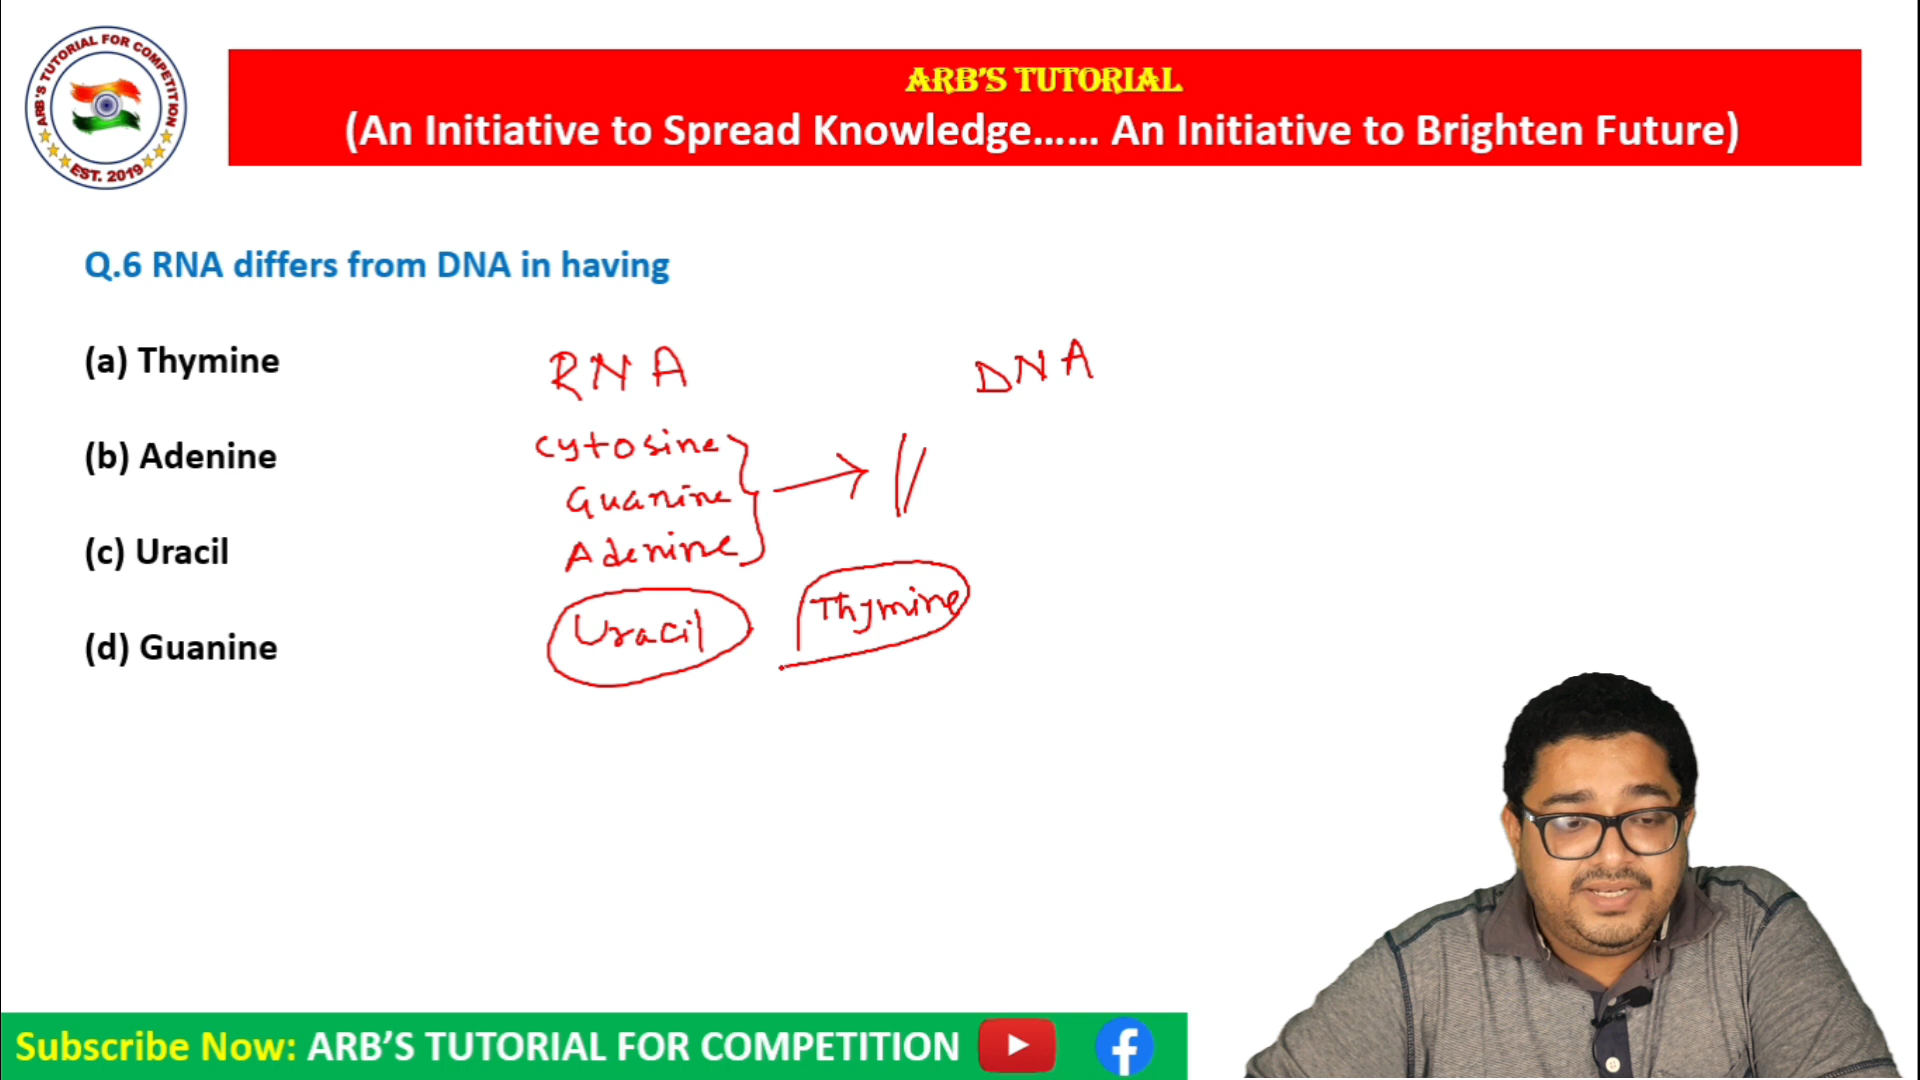 ARB'S TUTORIAL FOR COMPETITION
EST. 2019
ARB'S TUTORIAL
(An Initiative to Spread Knowledge...... An Initiative to Brighten Future)
Q.6 RNA differs from DNA in having
(a) Thymine
(b) Adenine
(c) Uracil
(d) Guanine
RNA
DNA
Cytosine
Guanine
Adenine
Uracil
Thymine
Subscribe Now: ARB'S TUTORIAL FOR COMPETITION